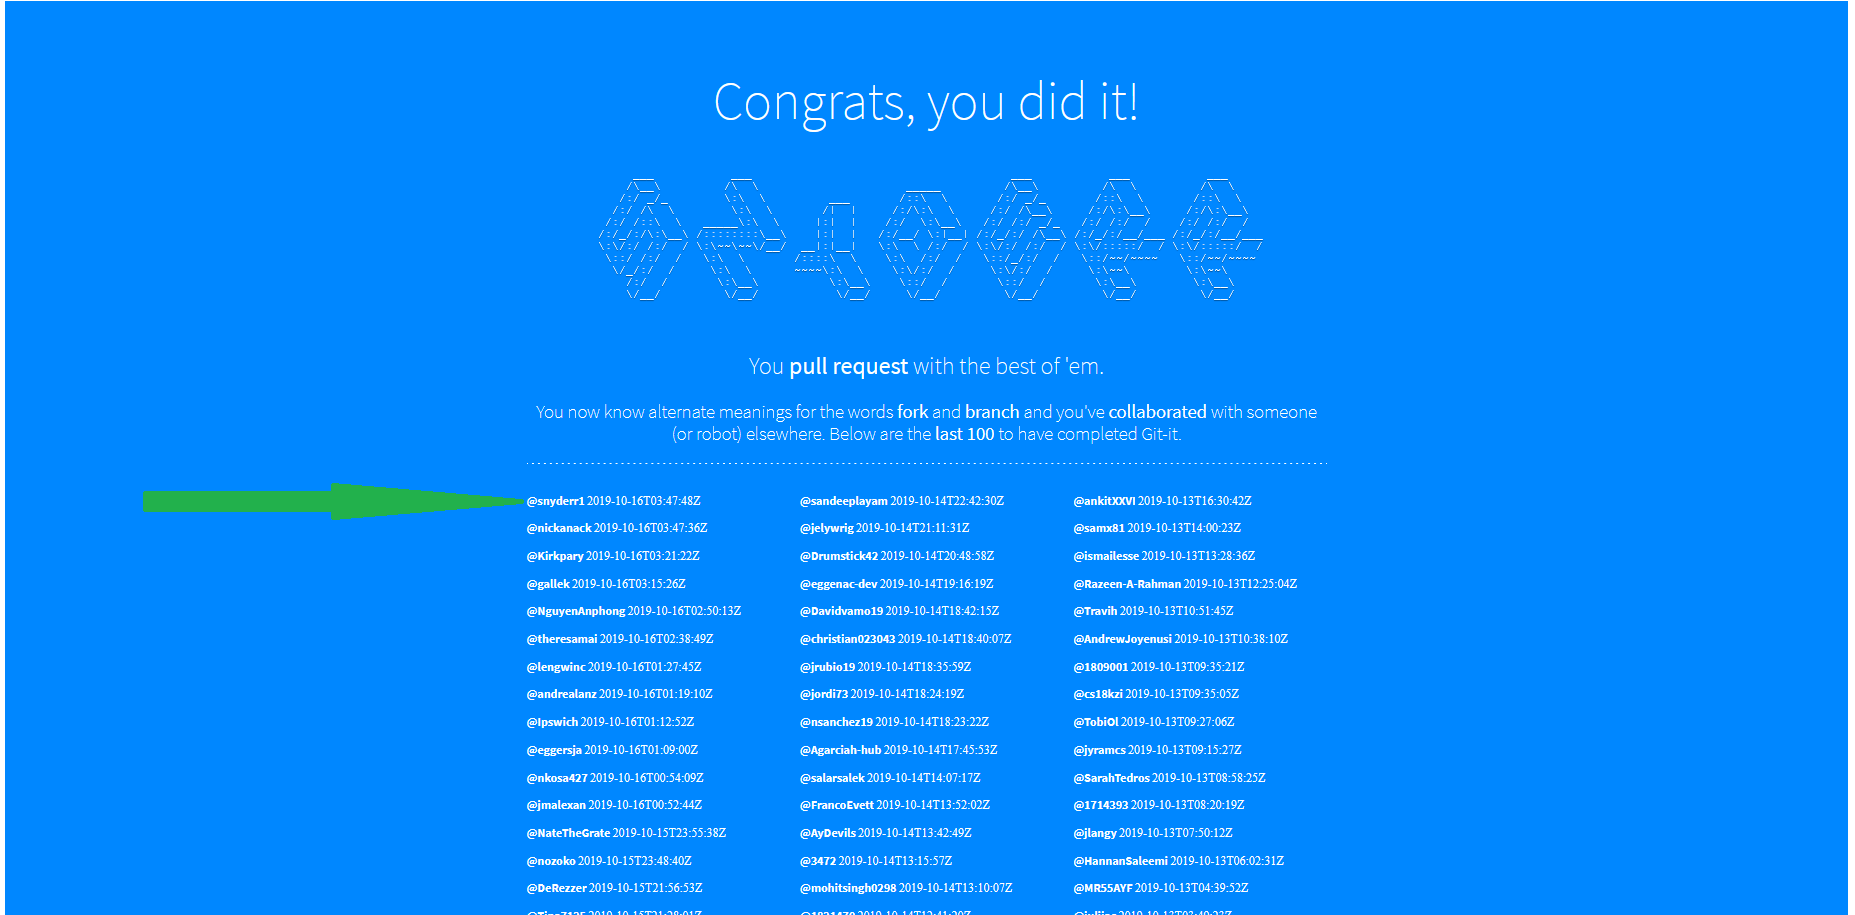 Congrats, you did it!
You pull request with the best of 'em.
You now know alternate meanings for the words fork and branch and you've collaborated with someone
(or robot) elsewhere. Below are the last 100 to have completed Git-it.
@snyderr1 2019-10-16T03:47:48Z
@nickanack 2019-10-16T03:47:36Z
@Kirkpary 2019-10-16T03:21:22Z
@gallek 2019-10-16T03:15:26Z
@NguyenAnphong 2019-10-16T02:50:13Z
@theresamai 2019-10-16T02:38:49Z
@lengwinc 2019-10-16T01:27:45Z
@andrealanz 2019-10-16T01:19:10Z
@Ipswich 2019-10-16T01:12:52Z
@eggersja 2019-10-16T01:09:00Z
@nkosa427 2019-10-16T00:54:09Z
@jmalexan 2019-10-16T00:52:44Z
@NateTheGrate 2019-10-15T23:55:38Z
@nozoko 2019-10-15T23:48:40Z
@DeRezzer 2019-10-15T21:56:53Z
@sandeeplayam 2019-10-14T22:42:30Z
@jelywrig 2019-10-14T21:11:31Z
@Drumstick42 2019-10-14T20:48:58Z
@eggenac-dev 2019-10-14T19:16:19Z
@Davidvamo19 2019-10-14T18:42:15Z
@christian023043 2019-10-14T18:40:07Z
@jrubio19 2019-10-14T18:35:59Z
@jordi73 2019-10-14T18:24:19Z
@nsanchez19 2019-10-14T18:23:22Z
@Agarciah-hub 2019-10-14T17:45:53Z
@salarsalek 2019-10-14T14:07:17Z
@FrancoEvett 2019-10-14T13:52:02Z
@AyDevils 2019-10-14T13:42:49Z
@3472 2019-10-14T13:15:57Z
@mohitsingh0298 2019-10-14T13:10:07Z
@ankitXXVI 2019-10-13T16:30:42Z
@samx81 2019-10-13T14:00:23Z
@ismailesse 2019-10-13T13:28:36Z
@Razeen-A-Rahman 2019-10-13T12:25:04Z
@Travih 2019-10-13T10:51:45Z
@AndrewJoyenusi 2019-10-13T10:38:10Z
@1809001 2019-10-13T09:35:21Z
@cs18kzi 2019-10-13T09:35:05Z
@TobiOl 2019-10-13T09:27:06Z
@jyramcs 2019-10-13T09:15:27Z
@SarahTedros 2019-10-13T08:58:25Z
@1714393 2019-10-13T08:20:19Z
@jlangy 2019-10-13T07:50:12Z
@HannanSaleemi 2019-10-13T06:02:31Z
@MR55AYF 2019-10-13T04:39:52Z